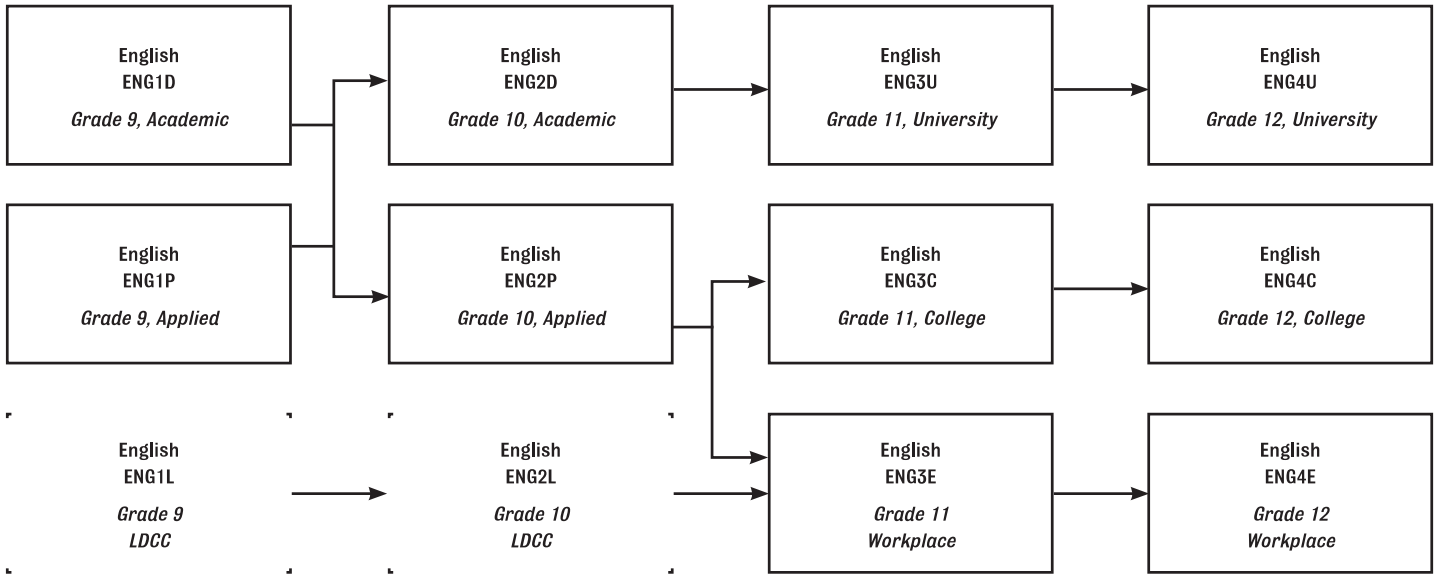 English
ENG1D
Grade 9, Academic
English
ENG2D
Grade 10, Academic
English
ENG3U
Grade 11, University
English
ENG4U
Grade 12, University
English
ENG1P
Grade 9, Applied
English
ENG2P
Grade 10, Applied
English
ENG3C
Grade 11, College
English
ENG4C
Grade 12, College
English
ENG1L
Grade 9
LDCC
English
ENG2L
Grade 10
LDCC
English
ENG3E
Grade 11
Workplace
English
ENG4E
Grade 12
Workplace